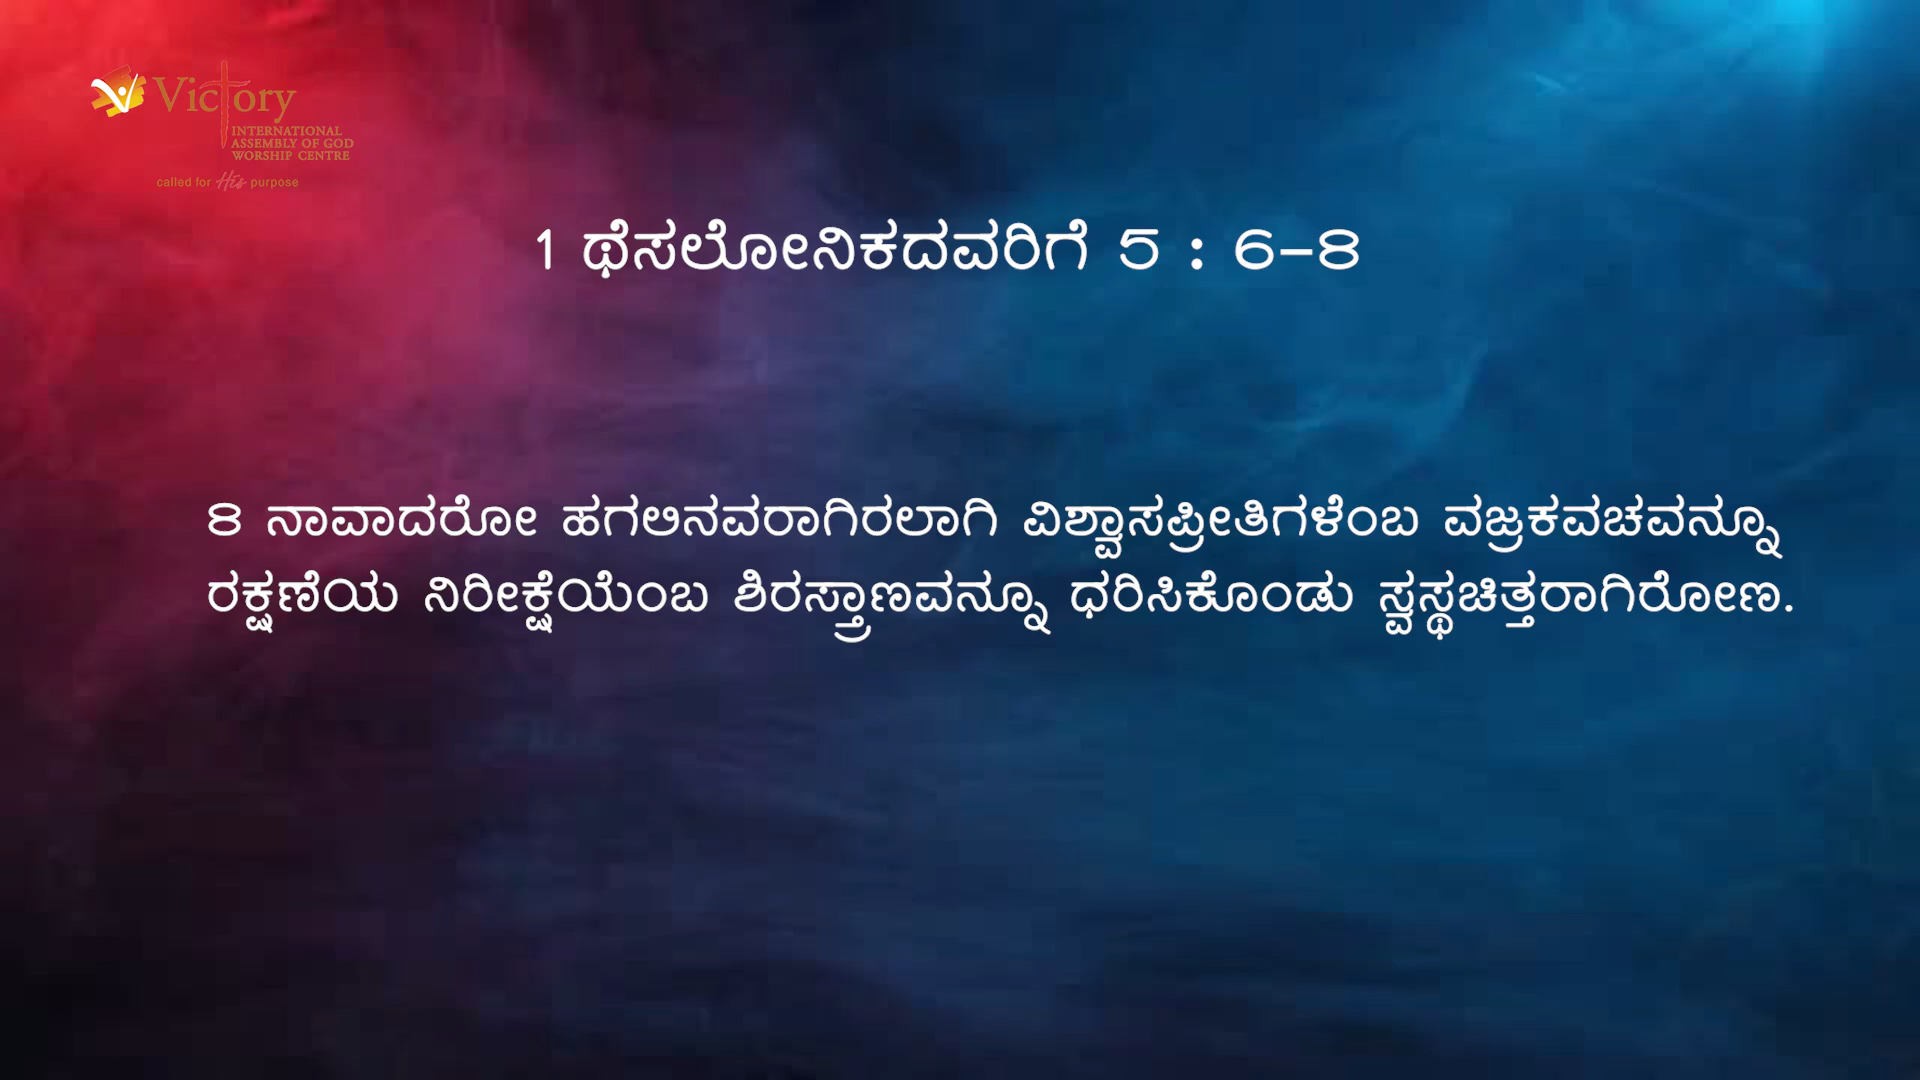 Victory
INTERNATIONAL
ASSEMBLY OF GOD
WORSHIP CENTRE
called for His purpose
1 ಥೆಸಲೋನಿಕದವರಿಗೆ 5 : 6-8
8 ನಾವಾದರೋ ಹಗಲಿನವರಾಗಿರಲಾಗಿ ವಿಶ್ವಾಸಪ್ರೀತಿಗಳೆಂಬ ವಜ್ರಕವಚವನ್ನೂ
ರಕ್ಷಣೆಯ ನಿರೀಕ್ಷೆಯೆಂಬ ಶಿರಸ್ತ್ರಾಣವನ್ನೂ ಧರಿಸಿಕೊಂಡು ಸ್ವಸ್ಥಚಿತ್ತರಾಗಿರೋಣ.